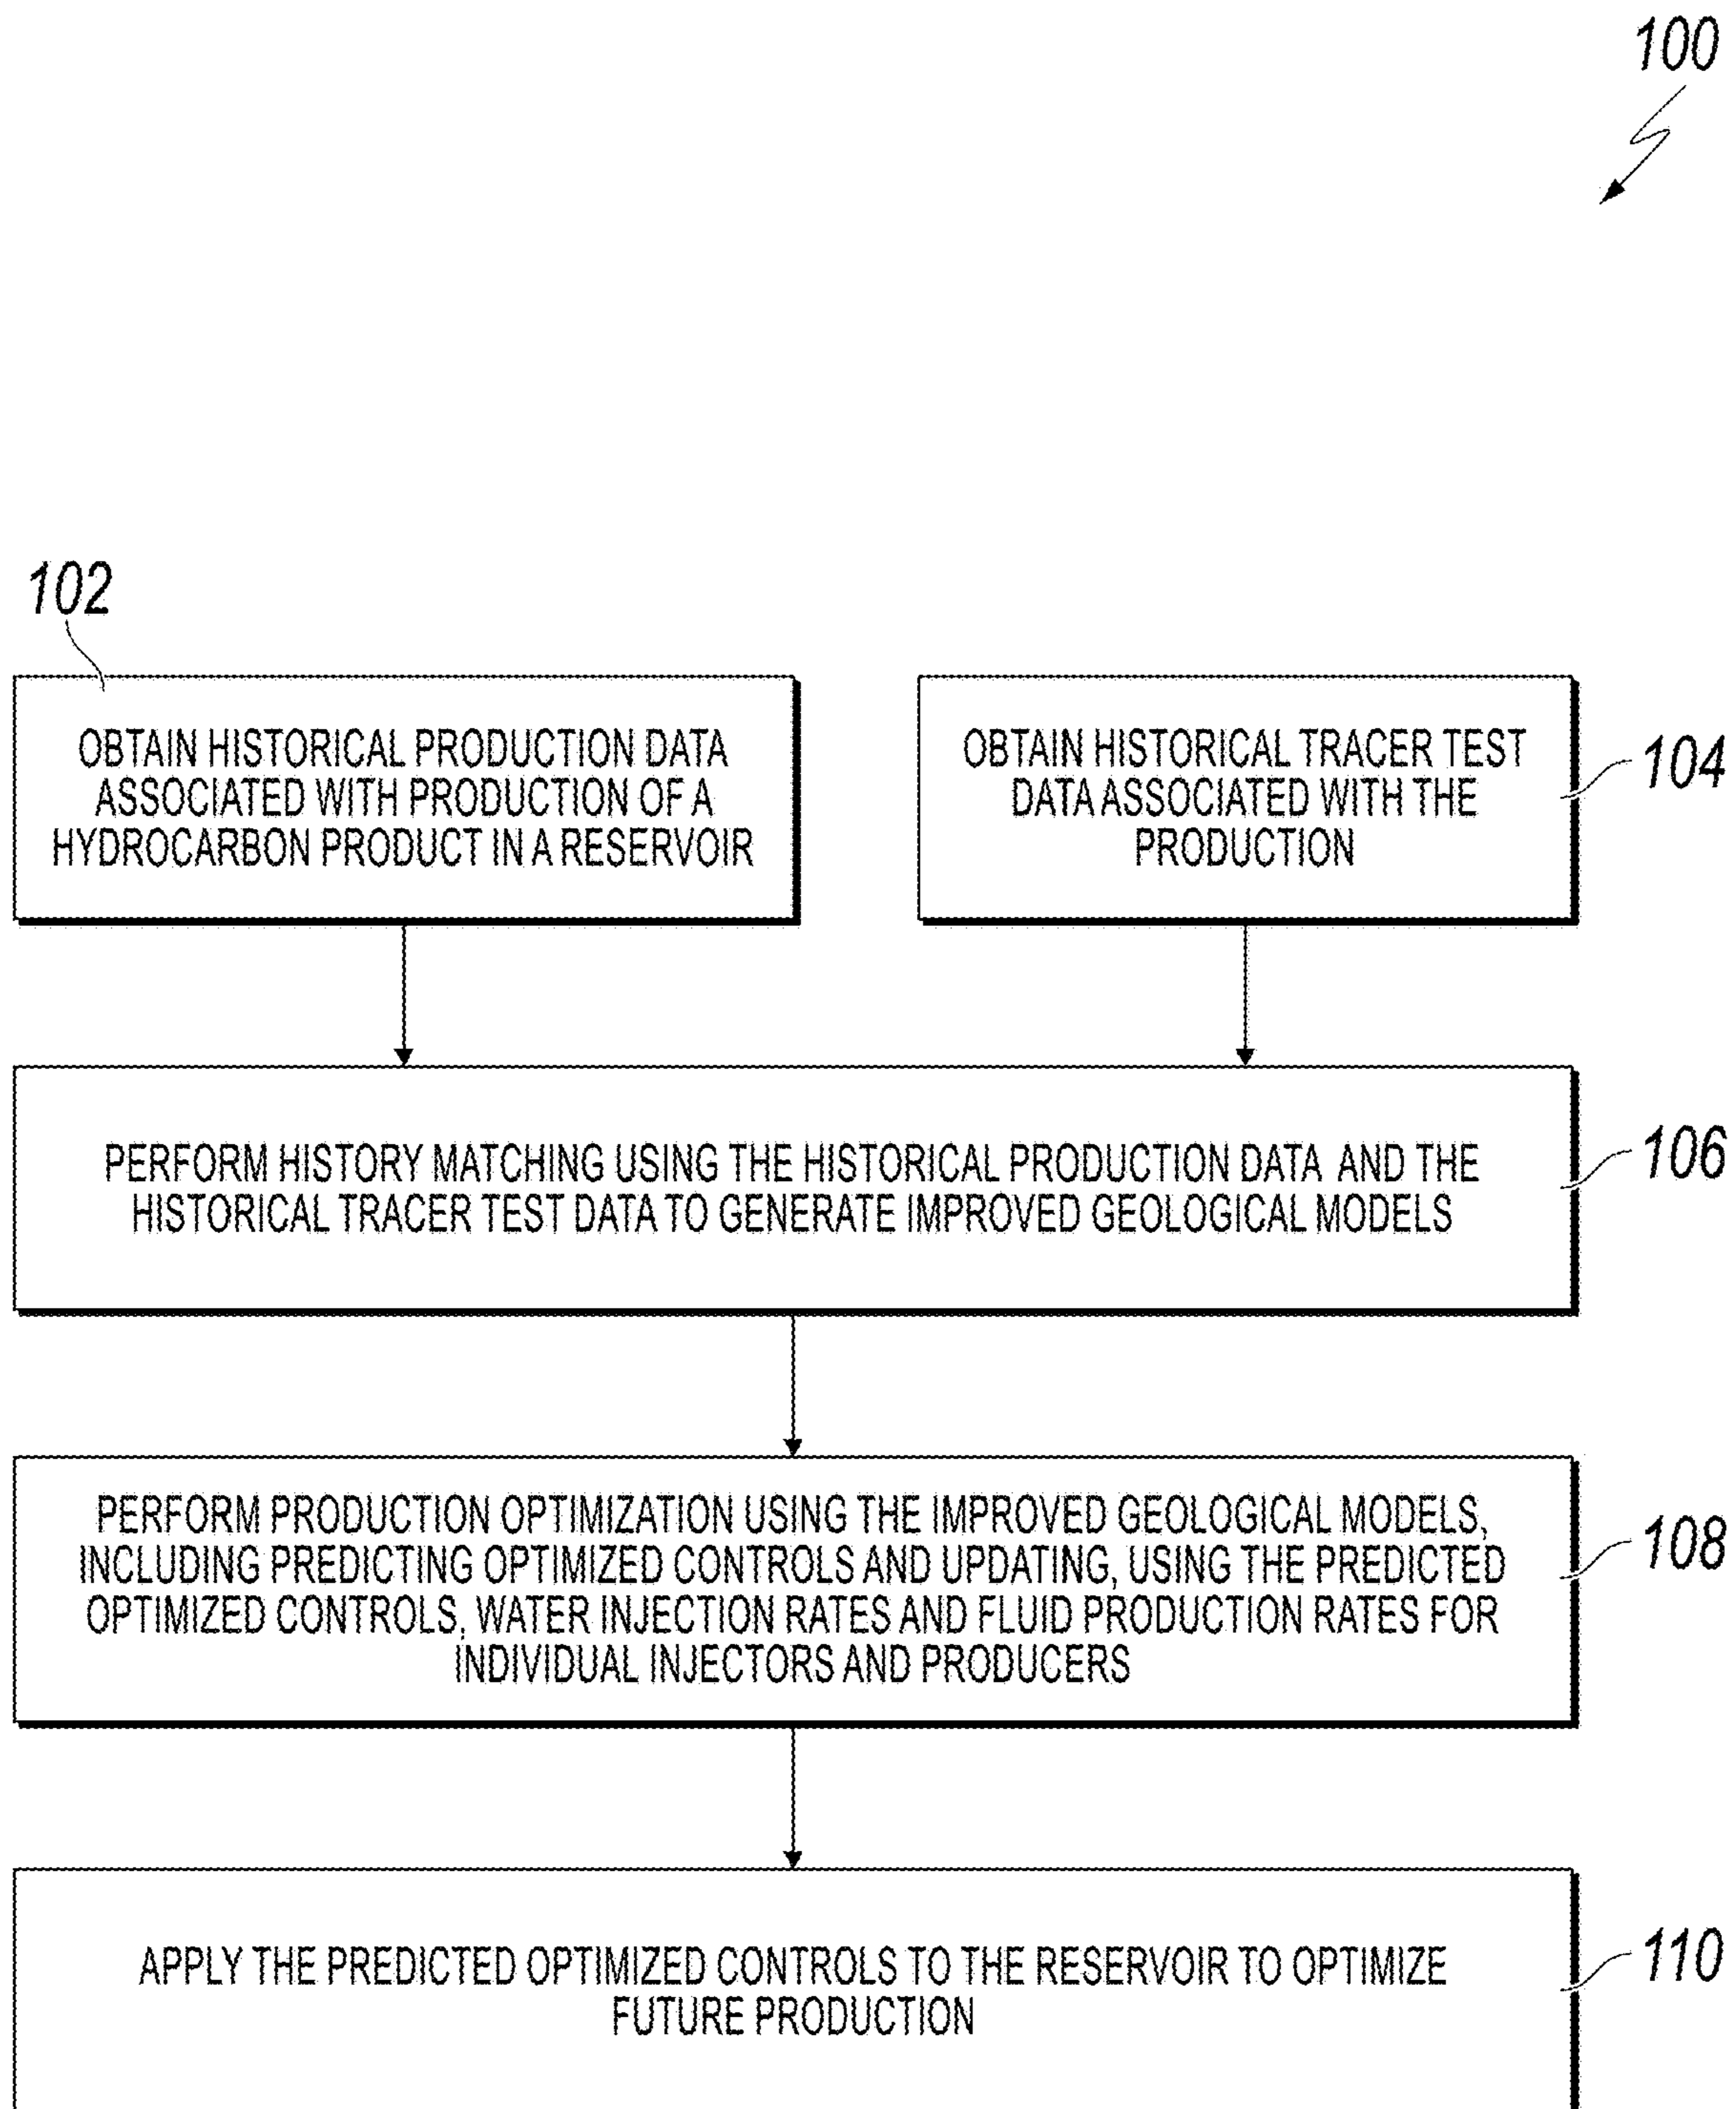 100
102
OBTAIN HISTORICAL PRODUCTION DATA
ASSOCIATED WITH PRODUCTION OF A
HYDROCARBON PRODUCT IN A RESERVOIR
OBTAIN HISTORICAL TRACER TEST
DATA ASSOCIATED WITH THE
PRODUCTION
104
PERFORM HISTORY MATCHING USING THE HISTORICAL PRODUCTION DATA AND THE
HISTORICAL TRACER TEST DATA TO GENERATE IMPROVED GEOLOGICAL MODELS
106
PERFORM PRODUCTION OPTIMIZATION USING THE IMPROVED GEOLOGICAL MODELS,
INCLUDING PREDICTING OPTIMIZED CONTROLS AND UPDATING, USING THE PREDICTED
OPTIMIZED CONTROLS, WATER INJECTION RATES AND FLUID PRODUCTION RATES FOR
INDIVIDUAL INJECTORS AND PRODUCERS
108
APPLY THE PREDICTED OPTIMIZED CONTROLS TO THE RESERVOIR TO OPTIMIZE
FUTURE PRODUCTION
110